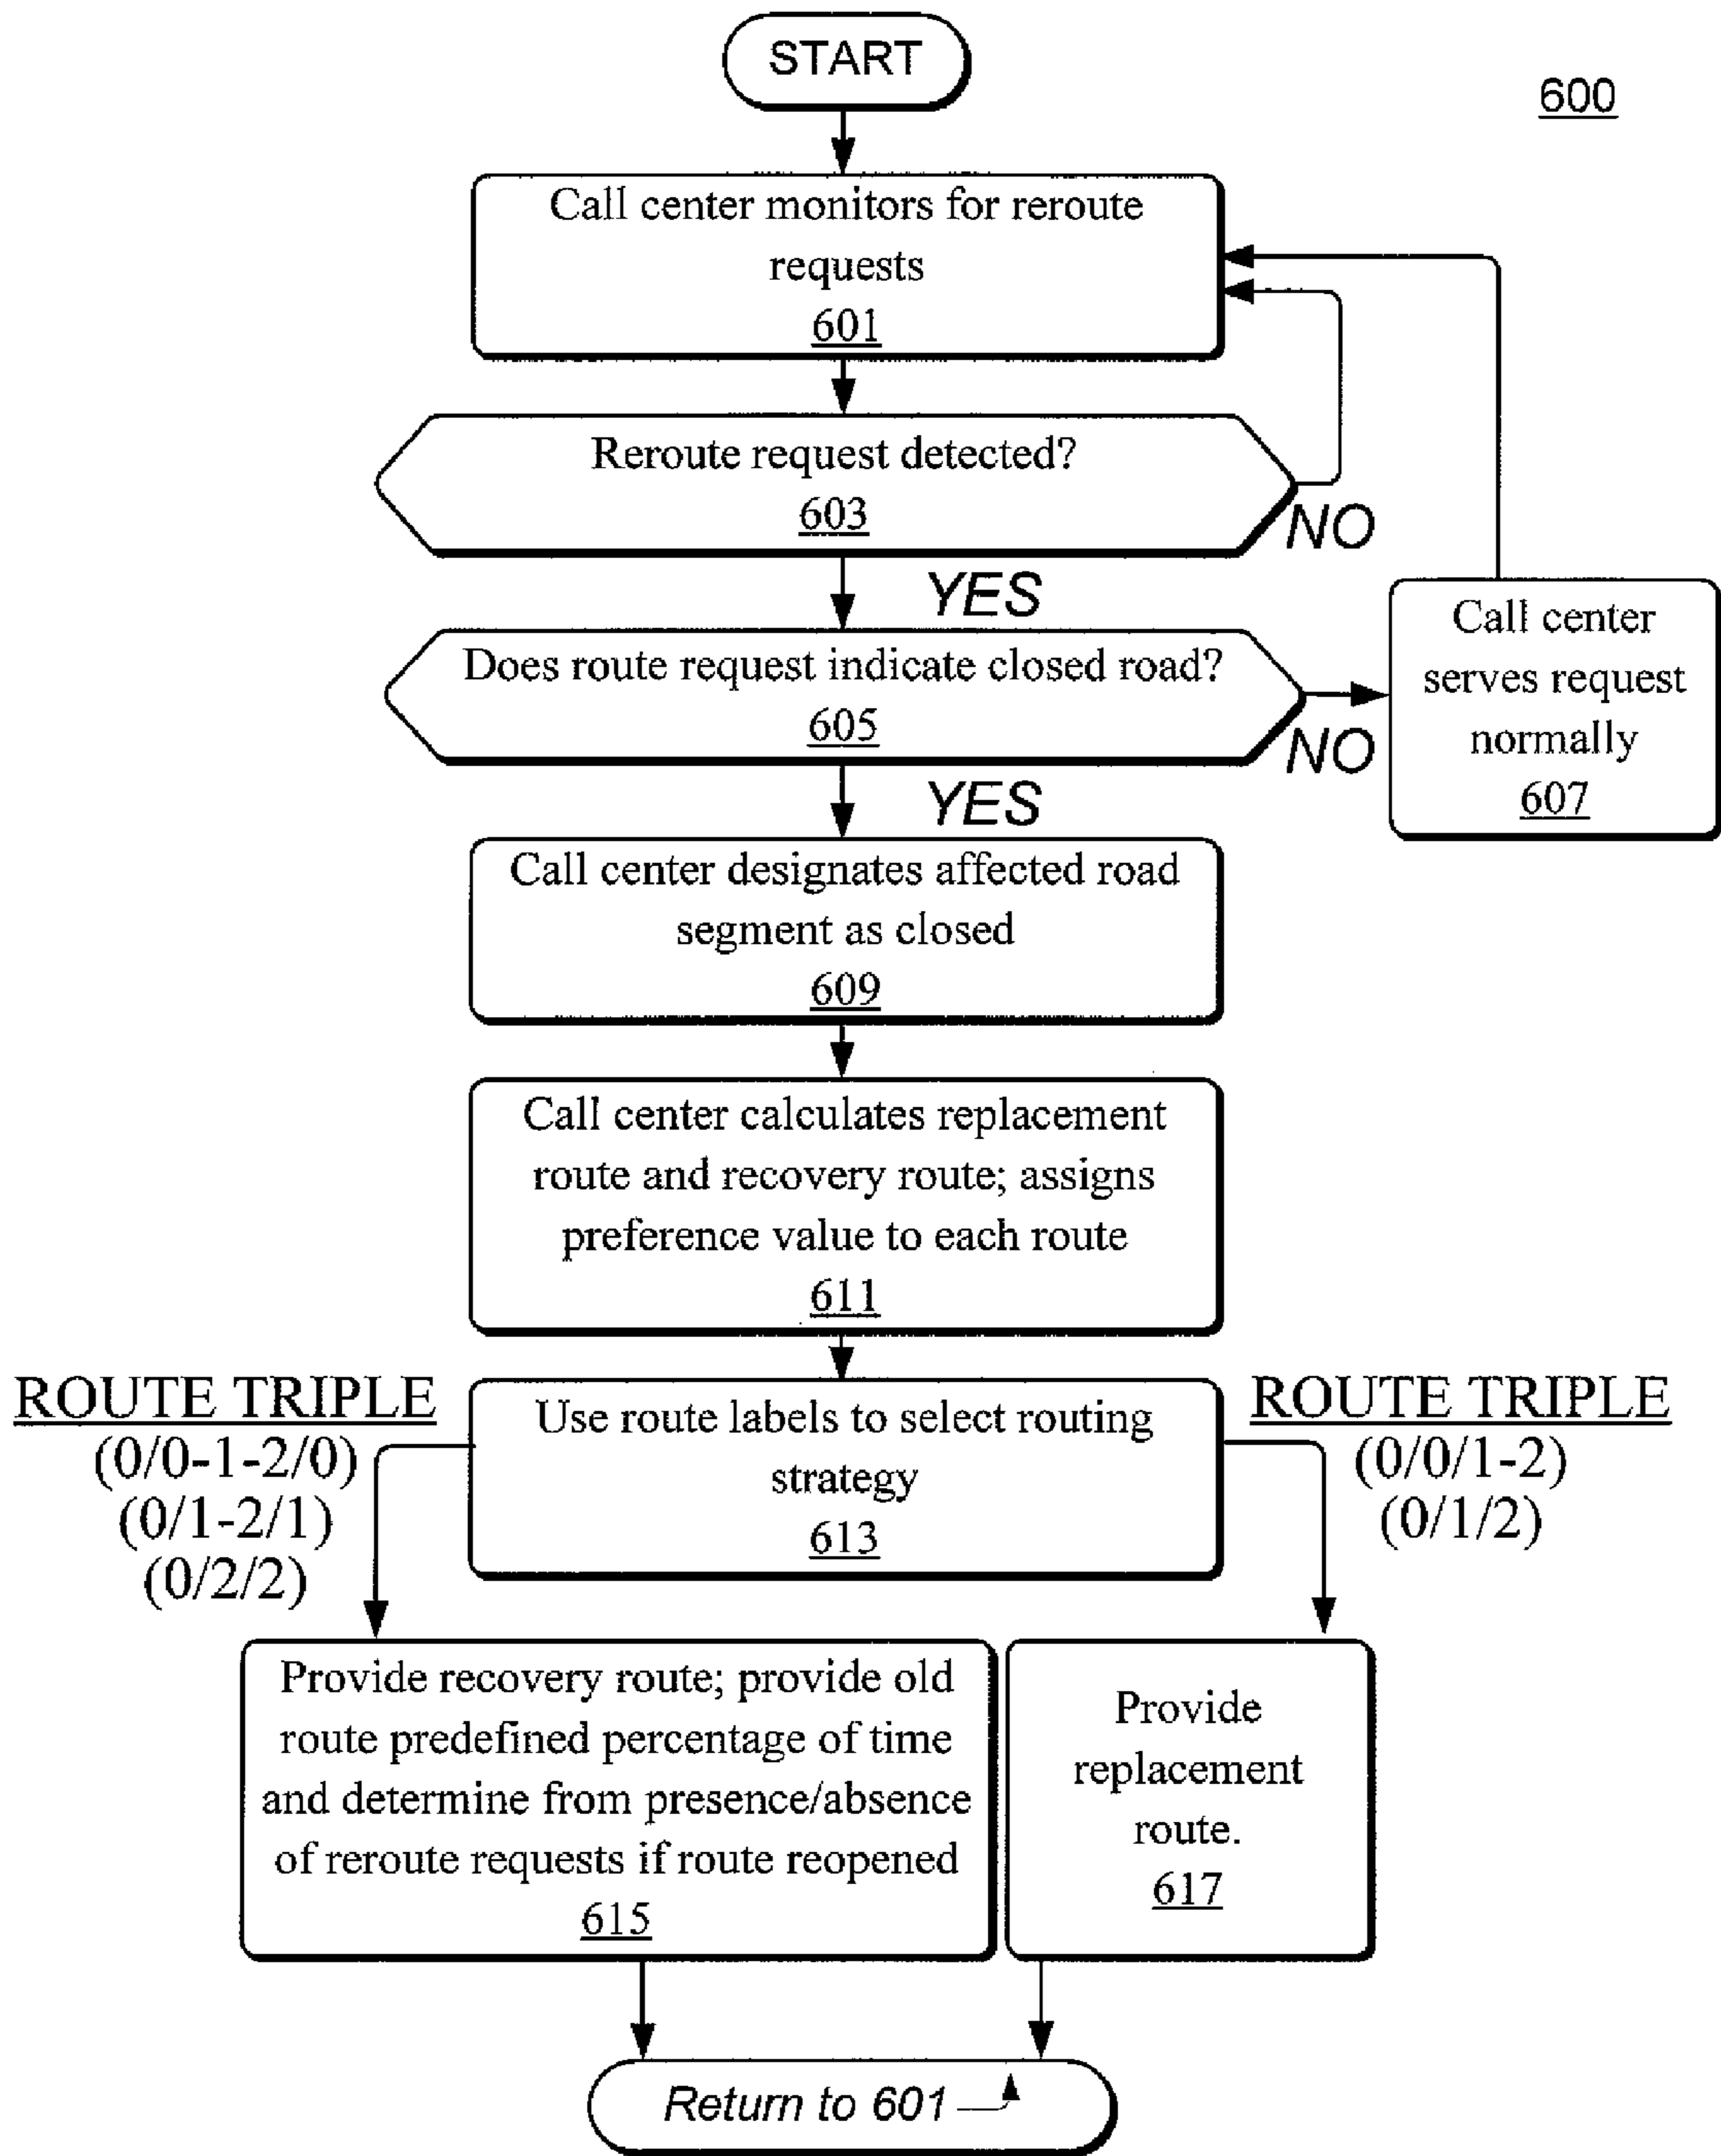 START
600
Call center monitors for reroute
requests
601
Reroute request detected?
603
NO
YES
Does route request indicate closed road?
605
NO
Call center
serves request
normally
607
YES
Call center designates affected road
segment as closed
609
Call center calculates replacement
route and recovery route; assigns
preference value to each route
611
Use route labels to select routing
strategy
613
ROUTE TRIPLE
(0/0-1-2/0)
(0/1-2/1)
(0/2/2)
ROUTE TRIPLE
(0/0/1-2)
(0/1/2)
Provide recovery route; provide old
route predefined percentage of time
and determine from presence/absence
of reroute requests if route reopened
615
Provide
replacement
route.
617
Return to 601